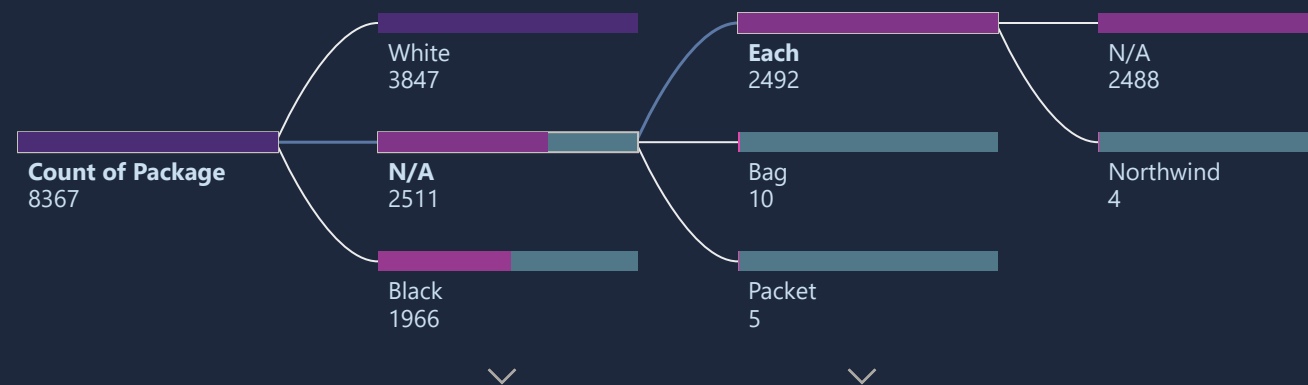 Count of Package
8367
White
3847
N/A
2511
Black
1966
Each
2492
Bag
10
Packet
5
N/A
2488
Northwind
4